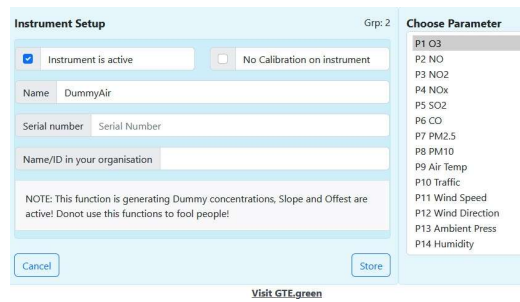 Instrument Setup
Grp: 2
Instrument is active
No Calibration on instrument
Name DummyAir
Serial number Serial Number
Name/ID in your organisation
NOTE: This function is generating Dummy concentrations, Slope and Offest are
active! Donot use this functions to fool people!
Cancel
Store
Choose Parameter
P1 O3
P2 NO
P3 NO2
P4 NOx
P5 SO2
P6 CO
P7 PM2.5
P8 PM10
P9 Air Temp
P10 Traffic
P11 Wind Speed
P12 Wind Direction
P13 Ambient Press
P14 Humidity
Visit GTE.green